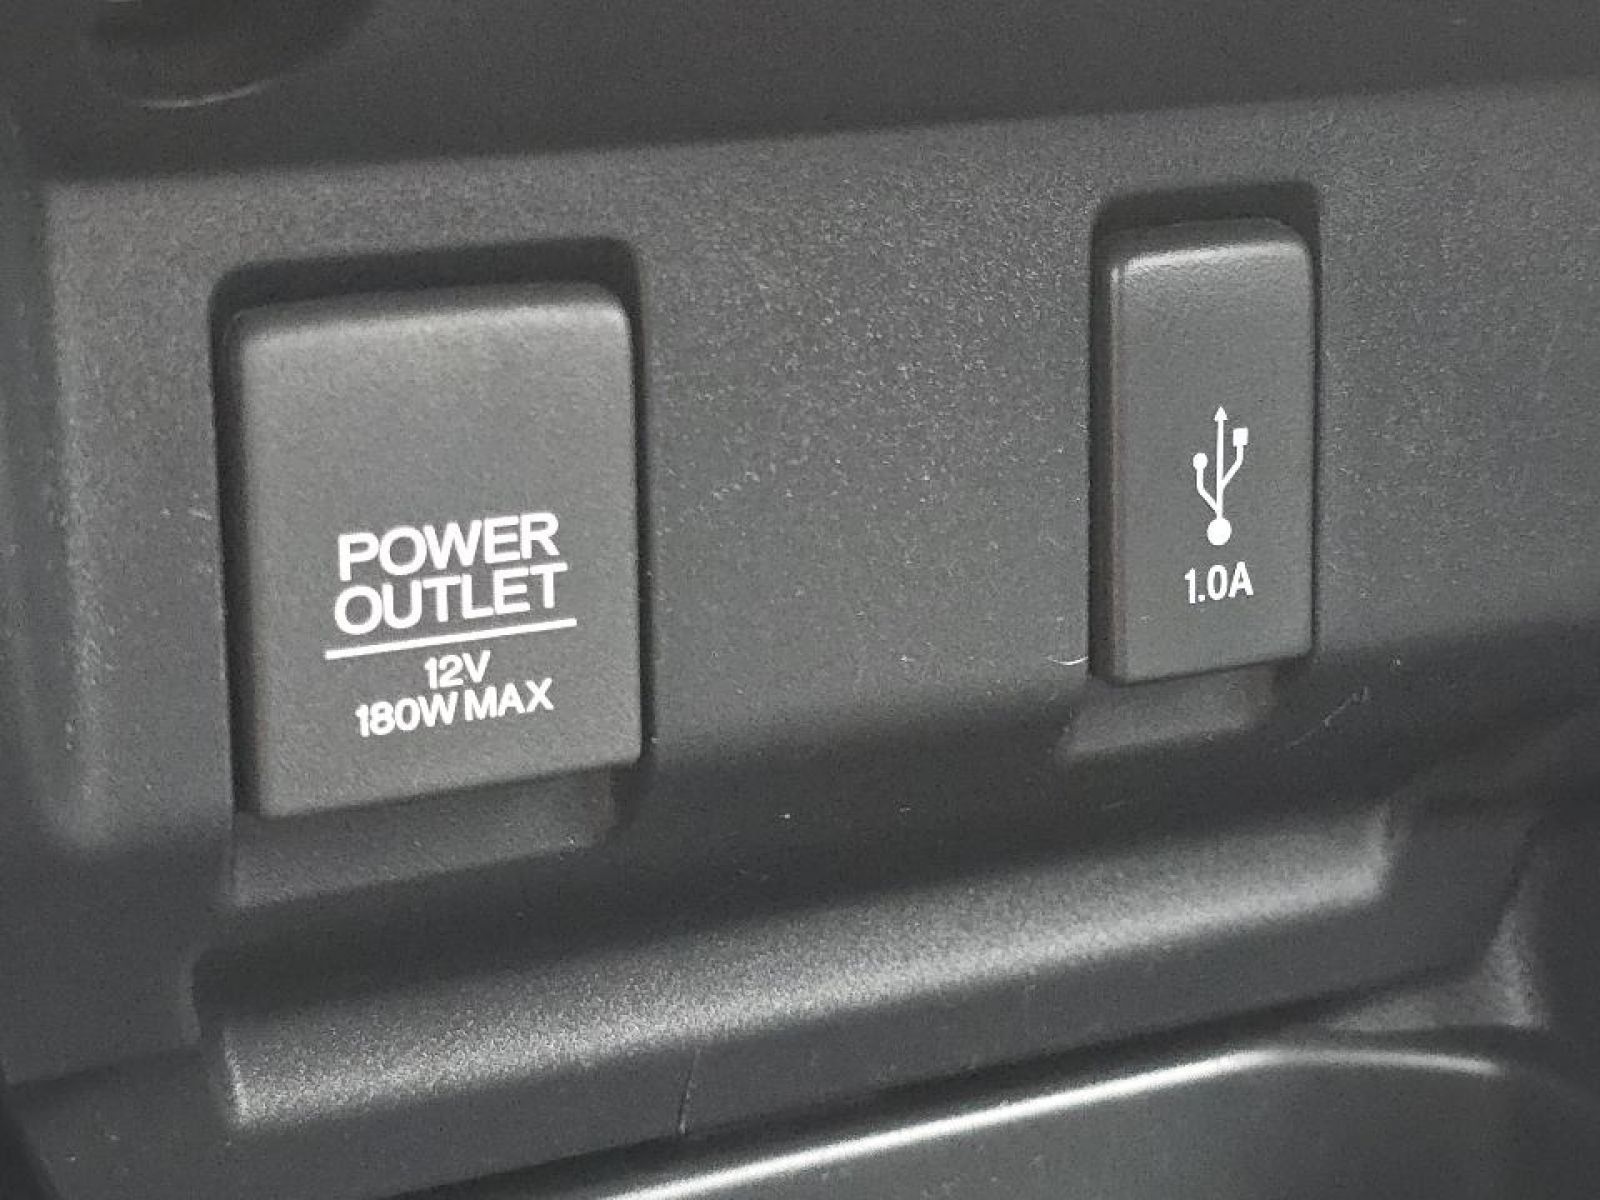 POWER
OUTLET
12V
180W MAX
1.0A